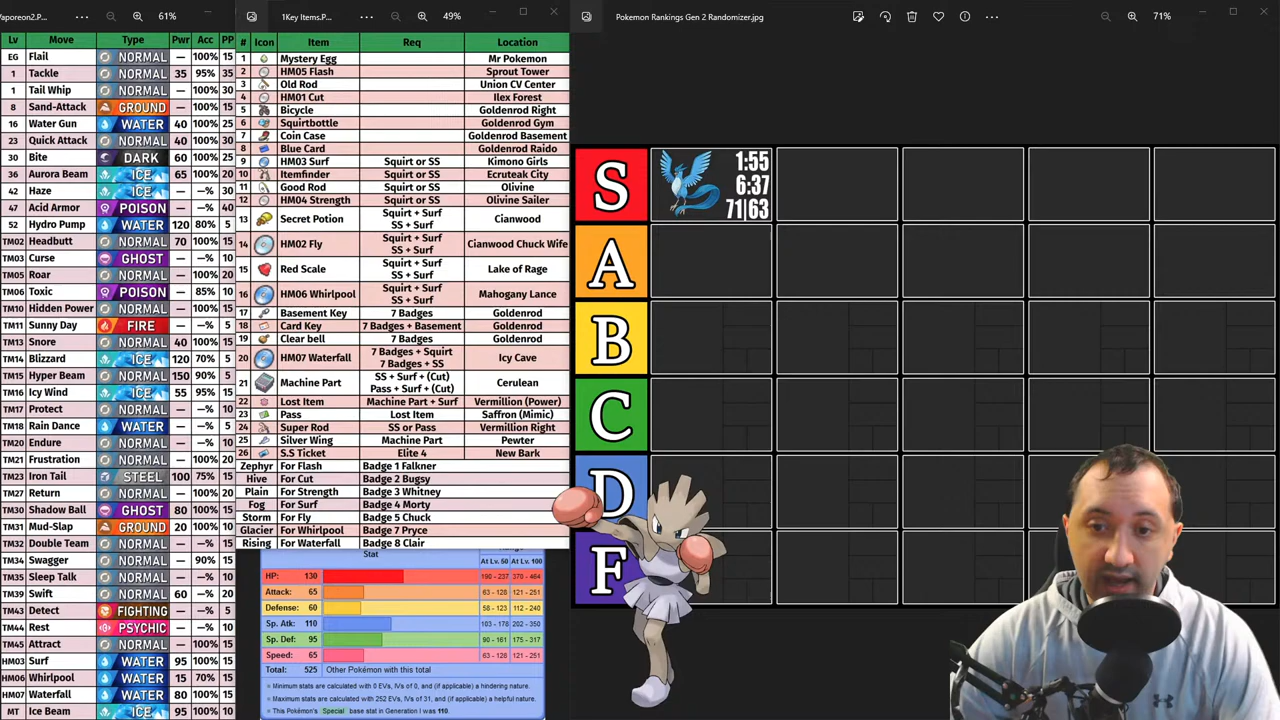 Vaporeon2.P... 61%
1Key Items.P... 49%
Pokemon Rankings Gen 2 Randomizer.jpg 71%
Lv Move Type Pwr Acc PP
EG Flail NORMAL — 100% 15
1 Tackle NORMAL 35 95% 35
1 Tail Whip NORMAL — 100% 30
8 Sand-Attack GROUND — 100% 15
16 Water Gun WATER 40 100% 25
23 Quick Attack NORMAL 40 100% 30
30 Bite DARK 60 100% 25
36 Aurora Beam ICE 65 100% 20
42 Haze ICE — —% 30
47 Acid Armor POISON — —% 40
52 Hydro Pump WATER 120 80% 5
TM02 Headbutt NORMAL 70 100% 15
TM03 Curse GHOST — —% 10
TM05 Roar NORMAL — 100% 20
TM06 Toxic POISON — 85% 10
TM10 Hidden Power NORMAL — 100% 15
TM11 Sunny Day FIRE — —% 5
TM13 Snore NORMAL 40 100% 15
TM14 Blizzard ICE 120 70% 5
TM15 Hyper Beam NORMAL 150 90% 5
TM16 Icy Wind ICE 55 95% 15
TM17 Protect NORMAL — —% 10
TM18 Rain Dance WATER — —% 5
TM20 Endure NORMAL — —% 10
TM21 Frustration NORMAL — 100% 20
TM23 Iron Tail STEEL 100 75% 15
TM27 Return NORMAL — 100% 20
TM30 Shadow Ball GHOST 80 100% 15
TM31 Mud-Slap GROUND 20 100% 10
TM32 Double Team NORMAL — —% 15
TM34 Swagger NORMAL — 90% 15
TM35 Sleep Talk NORMAL — —% 10
TM39 Swift NORMAL 60 —% 20
TM43 Detect FIGHTING — —% 5
TM44 Rest PSYCHIC — —% 10
TM45 Attract NORMAL — 100% 15
HM03 Surf WATER 95 100% 15
HM06 Whirlpool WATER 15 70% 15
HM07 Waterfall WATER 80 100% 15
MT Ice Beam ICE 95 100% 10
# Icon Item Req Location
1 Mystery Egg Mr Pokemon
2 HM05 Flash Sprout Tower
3 Old Rod Union CV Center
4 HM01 Cut Ilex Forest
5 Bicycle Goldenrod Right
6 Squirtbottle Goldenrod Gym
7 Coin Case Goldenrod Basement
8 Blue Card Goldenrod Raido
9 HM03 Surf Squirt or SS Kimono Girls
10 Itemfinder Squirt or SS Ecruteak City
11 Good Rod Squirt or SS Olivine
12 HM04 Strength Squirt or SS Olivine Sailer
13 Secret Potion Squirt + Surf Cianwood
SS + Surf
14 HM02 Fly Squirt + Surf Cianwood Chuck Wife
SS + Surf
15 Red Scale Squirt + Surf Lake of Rage
SS + Surf
16 HM06 Whirlpool Squirt + Surf Mahogany Lance
SS + Surf
17 Basement Key 7 Badges Goldenrod
18 Card Key 7 Badges + Basement Goldenrod
19 Clear bell 7 Badges Goldenrod
20 HM07 Waterfall 7 Badges + Squirt Icy Cave
7 Badges + SS
21 Machine Part SS + Surf + (Cut) Cerulean
Pass + Surf + (Cut)
22 Lost Item Machine Part + Surf Vermillion (Power)
23 Pass Lost Item Saffron (Mimic)
24 Super Rod SS or Pass Vermillion Right
25 Silver Wing Machine Part Pewter
26 S.S Ticket Elite 4 New Bark
Zephyr For Flash Badge 1 Falkner
Hive For Cut Badge 2 Bugsy
Plain For Strength Badge 3 Whitney
Fog For Surf Badge 4 Morty
Storm For Fly Badge 5 Chuck
Glacier For Whirlpool Badge 7 Pryce
Rising For Waterfall Badge 8 Clair
Stat At Lv. 50 At Lv. 100
HP: 130 190 - 237 370 - 464
Attack: 65 63 - 128 121 - 251
Defense: 60 58 - 123 112 - 240
Sp. Atk: 110 103 - 178 202 - 350
Sp. Def: 95 90 - 161 175 - 317
Speed: 65 63 - 128 121 - 251
Total: 525 Other Pokémon with this total
• Minimum stats are calculated with 0 EVs, IVs of 0, and (if applicable) a hindering nature.
• Maximum stats are calculated with 252 EVs, IVs of 31, and (if applicable) a helpful nature.
• This Pokémon's Special base stat in Generation I was 110.
S
1:55
6:37
71|63
A
B
C
D
F